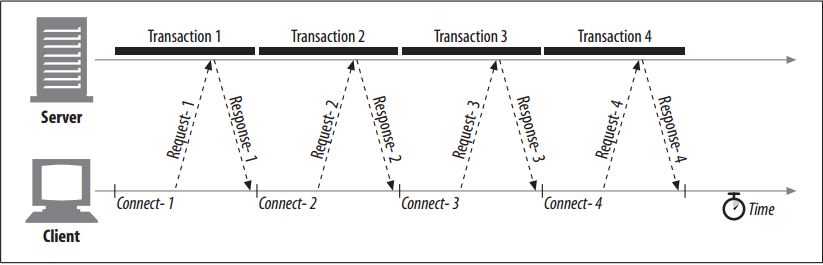 Transaction 1 Transaction 2 Transaction 3 Transaction 4
Server
Request- 1
Response- 1
Request- 2
Response- 2
Request- 3
Response- 3
Request- 4
Response- 4
Connect- 1 Connect- 2 Connect- 3 Connect- 4 Time
Client